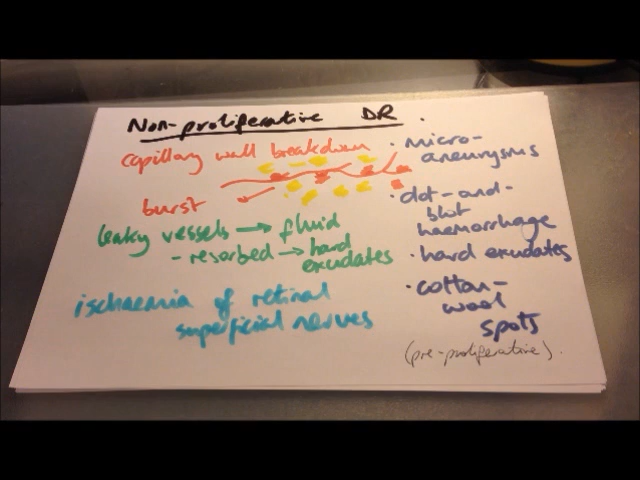 Non-proliferative DR.
capillary wall breakdown
burst
leaky vessels → fluid
- resorbed → hard
exudates
ischaemia of retinal
superficial nerves
· micro-
aneurysms
· dot-and-
blot
haemorrhage
· hard exudates
· cotton-
wool
spots
(pre-proliferative).